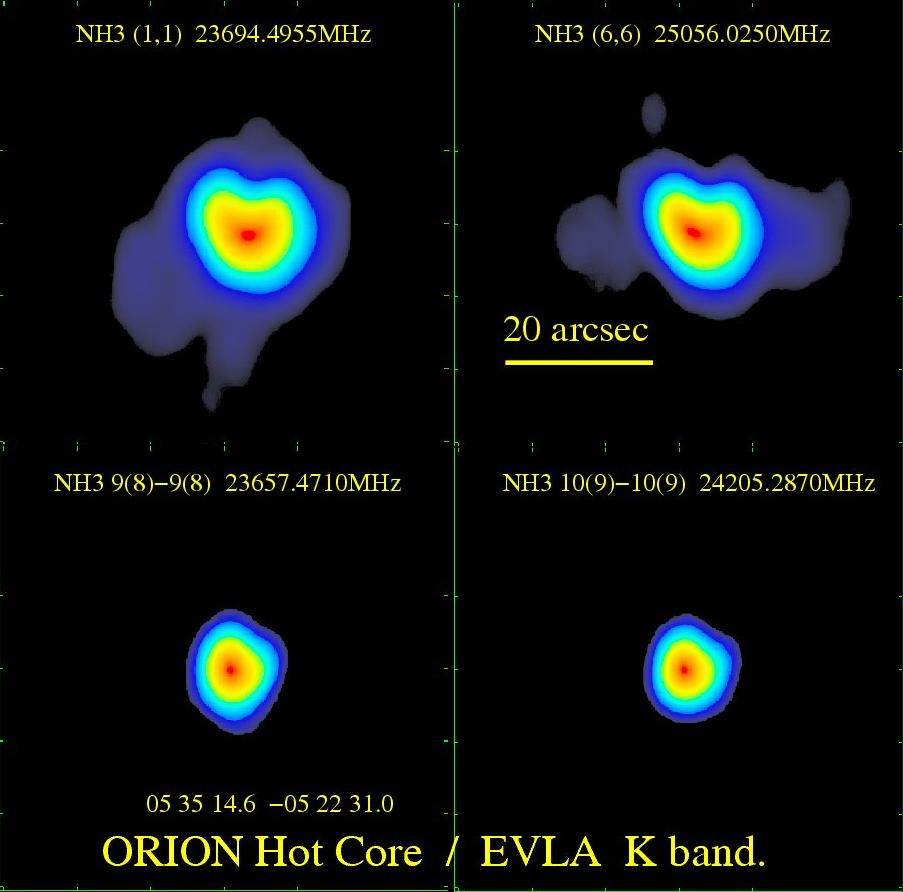 NH3 (1,1) 23694.4955MHz
NH3 (6,6) 25056.0250MHz
20 arcsec
NH3 9(8)−9(8) 23657.4710MHz
NH3 10(9)−10(9) 24205.2870MHz
05 35 14.6 −05 22 31.0
ORION Hot Core / EVLA K band.